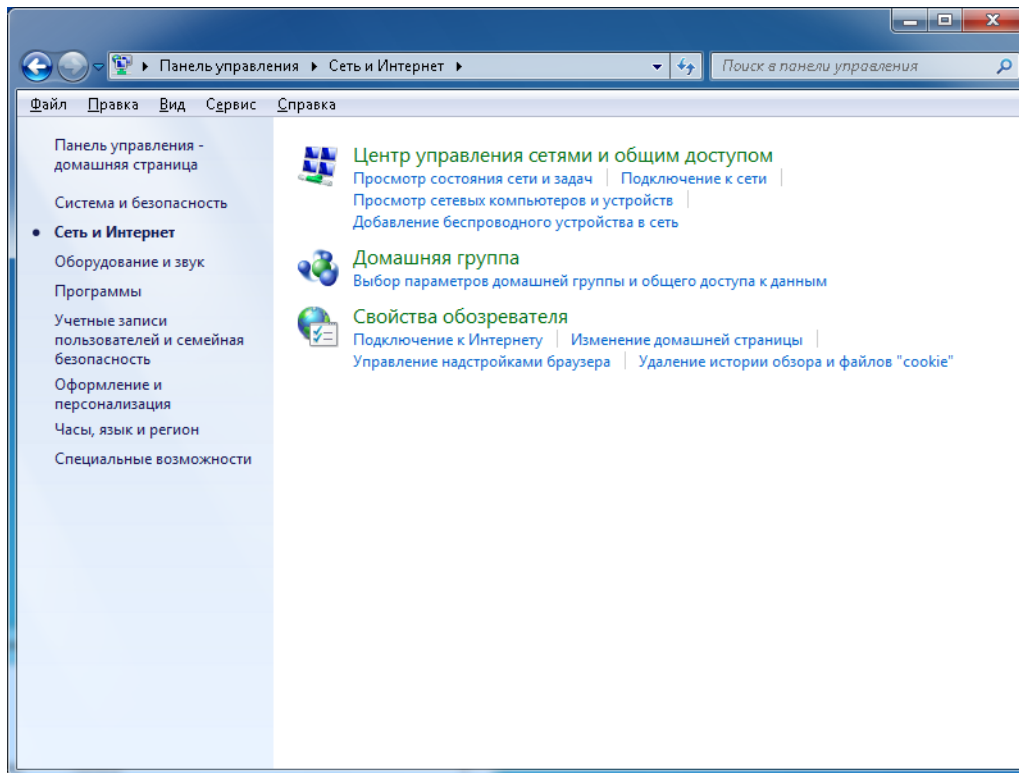 Панель управления Сеть и Интернет
Поиск в панели управления
Файл Правка Вид Сервис Справка
Панель управления -
домашняя страница
Система и безопасность
Сеть и Интернет
Оборудование и звук
Программы
Учетные записи
пользователей и семейная
безопасность
Оформление и
персонализация
Часы, язык и регион
Специальные возможности
Центр управления сетями и общим доступом
Просмотр состояния сети и задач Подключение к сети
Просмотр сетевых компьютеров и устройств
Добавление беспроводного устройства в сеть
Домашняя группа
Выбор параметров домашней группы и общего доступа к данным
Свойства обозревателя
Подключение к Интернету Изменение домашней страницы
Управление надстройками браузера Удаление истории обзора и файлов "cookie"